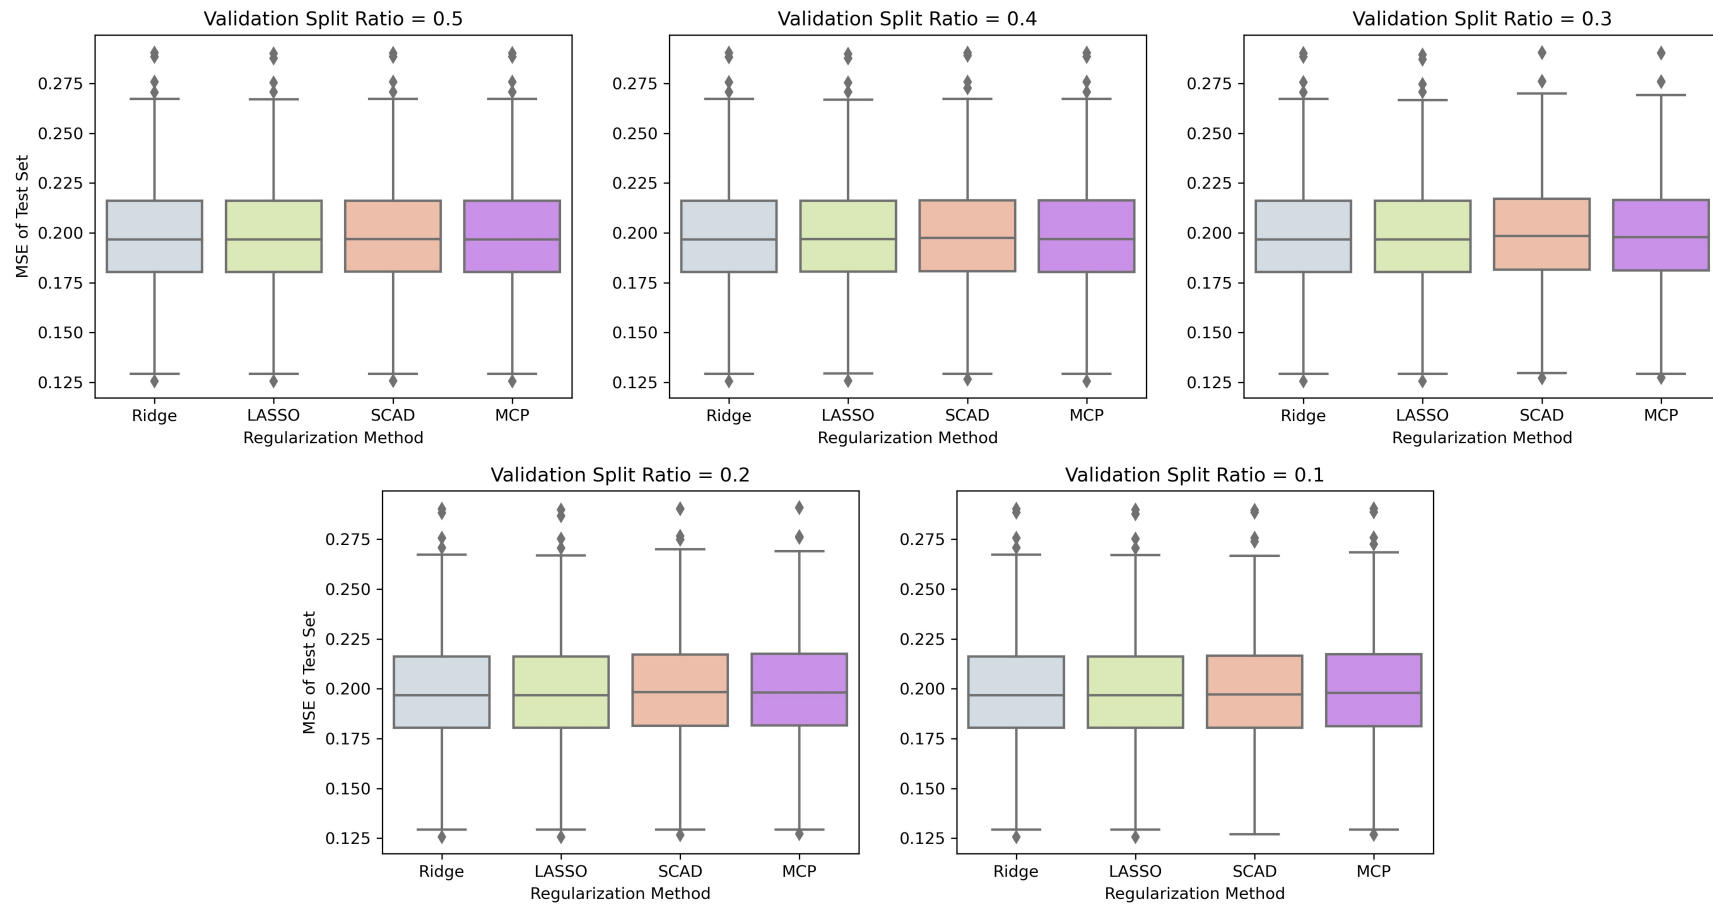 Validation Split Ratio = 0.5
MSE of Test Set
0.275
0.250
0.225
0.200
0.175
0.150
0.125
Ridge LASSO SCAD MCP
Regularization Method
Validation Split Ratio = 0.4
0.275
0.250
0.225
0.200
0.175
0.150
0.125
Ridge LASSO SCAD MCP
Regularization Method
Validation Split Ratio = 0.3
0.275
0.250
0.225
0.200
0.175
0.150
0.125
Ridge LASSO SCAD MCP
Regularization Method
Validation Split Ratio = 0.2
MSE of Test Set
0.275
0.250
0.225
0.200
0.175
0.150
0.125
Ridge LASSO SCAD MCP
Regularization Method
Validation Split Ratio = 0.1
0.275
0.250
0.225
0.200
0.175
0.150
0.125
Ridge LASSO SCAD MCP
Regularization Method